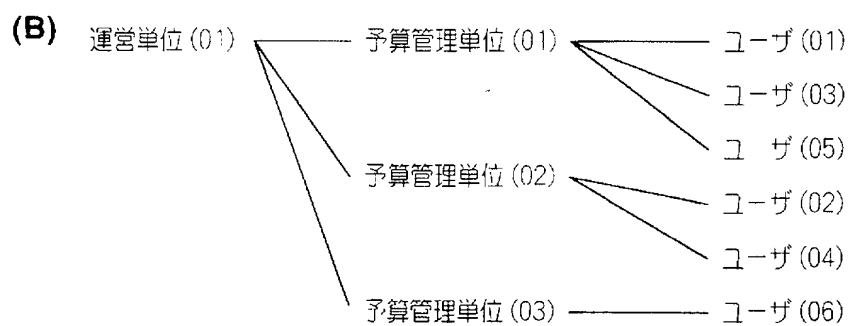 (B) 運営単位(01) 予算管理単位(01) ユーザ(01)
ユーザ(03)
ユ ザ(05)
予算管理単位(02) ユーザ(02)
ユーザ(04)
予算管理単位(03) ユーザ(06)